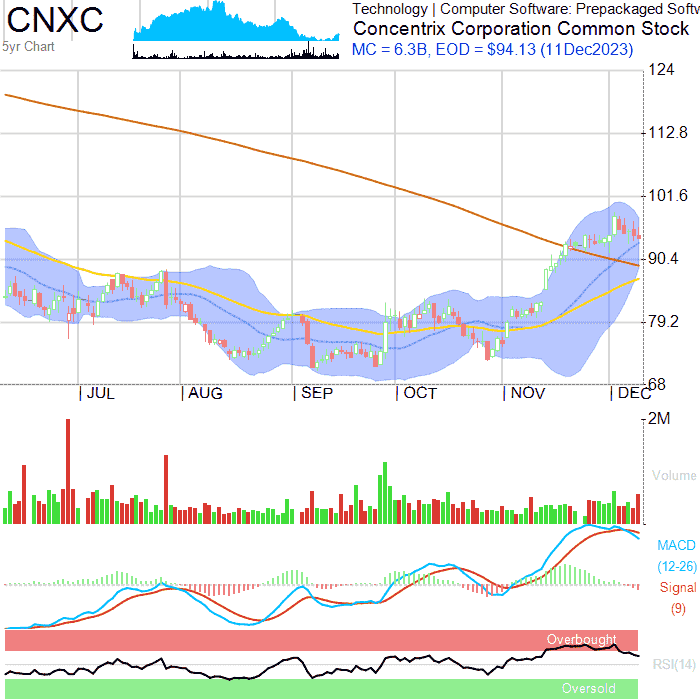 CNXC
5yr Chart
Technology | Computer Software: Prepackaged Softw
Concentrix Corporation Common Stock
MC = 6.3B, EOD = $94.13 (11Dec2023)
124
112.8
101.6
90.4
79.2
68
JUL AUG SEP OCT NOV DEC
2M
Volume
MACD
(12-26)
Signal
(9)
Overbought
RSI(14)
Oversold